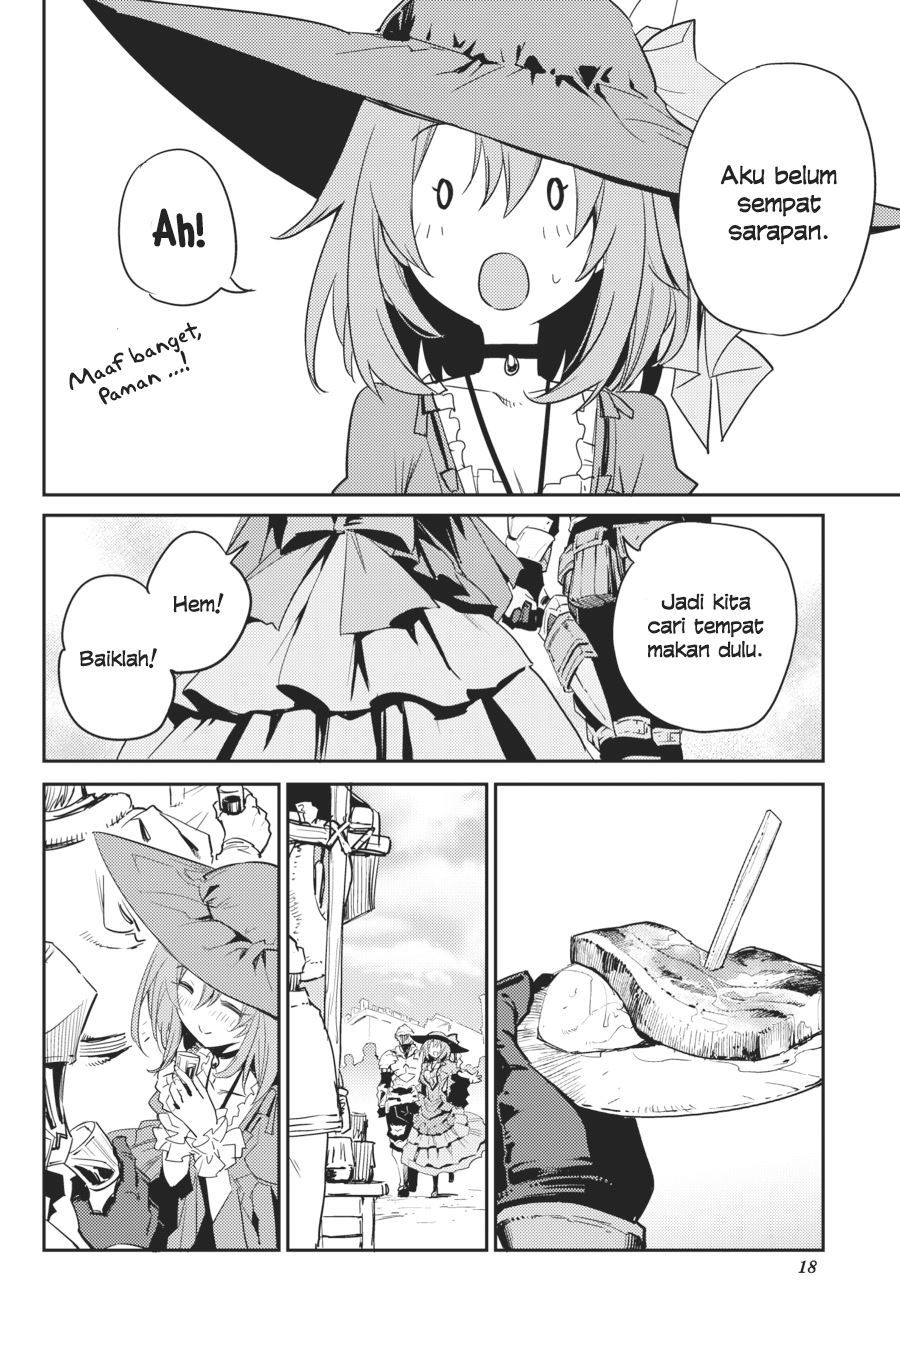 Aku belum
sempat
sarapan.
Ah!
Maaf banget,
Paman ...!
Jadi kita
cari tempat
makan dulu.
Hem!
Baiklah!
18